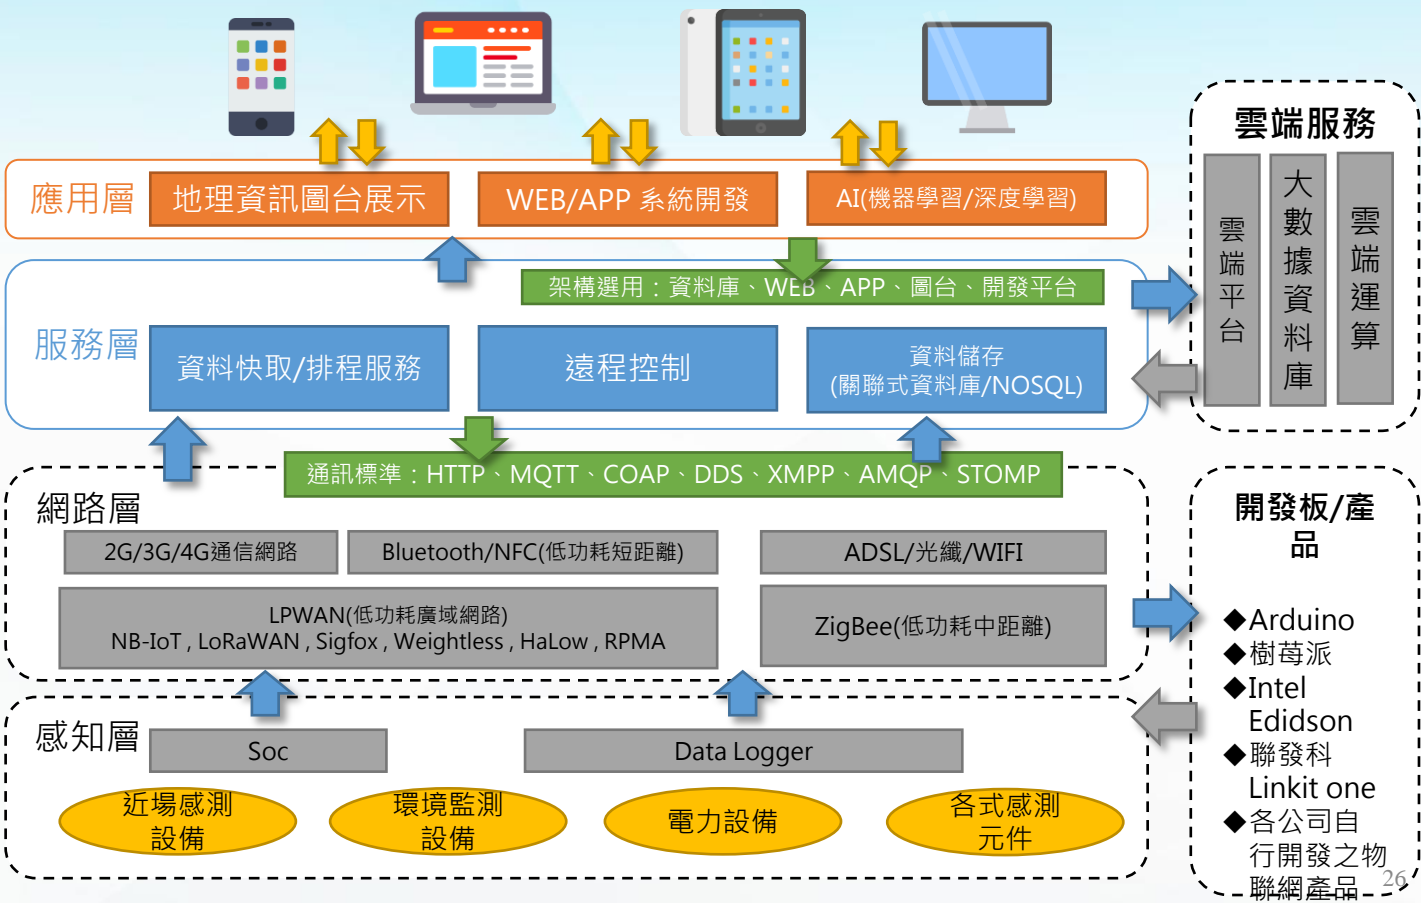 應用層
地理資訊圖台展示
WEB/APP 系統開發
AI(機器學習/深度學習)
架構選用：資料庫、WEB、APP、圖台、開發平台
服務層
資料快取/排程服務
遠程控制
資料儲存
(關聯式資料庫/NOSQL)
通訊標準：HTTP、MQTT、COAP、DDS、XMPP、AMQP、STOMP
網路層
2G/3G/4G通信網路
Bluetooth/NFC(低功耗短距離)
ADSL/光纖/WIFI
LPWAN(低功耗廣域網路)
NB-IoT , LoRaWAN , Sigfox , Weightless , HaLow , RPMA
ZigBee(低功耗中距離)
感知層
Soc
Data Logger
近場感測
設備
環境監測
設備
電力設備
各式感測
元件
雲端服務
雲端平台
大數據資料庫
雲端運算
開發板/產
品
◆Arduino
◆樹莓派
◆Intel
Edidson
◆聯發科
Linkit one
◆各公司自
行開發之物
聯網產品
26